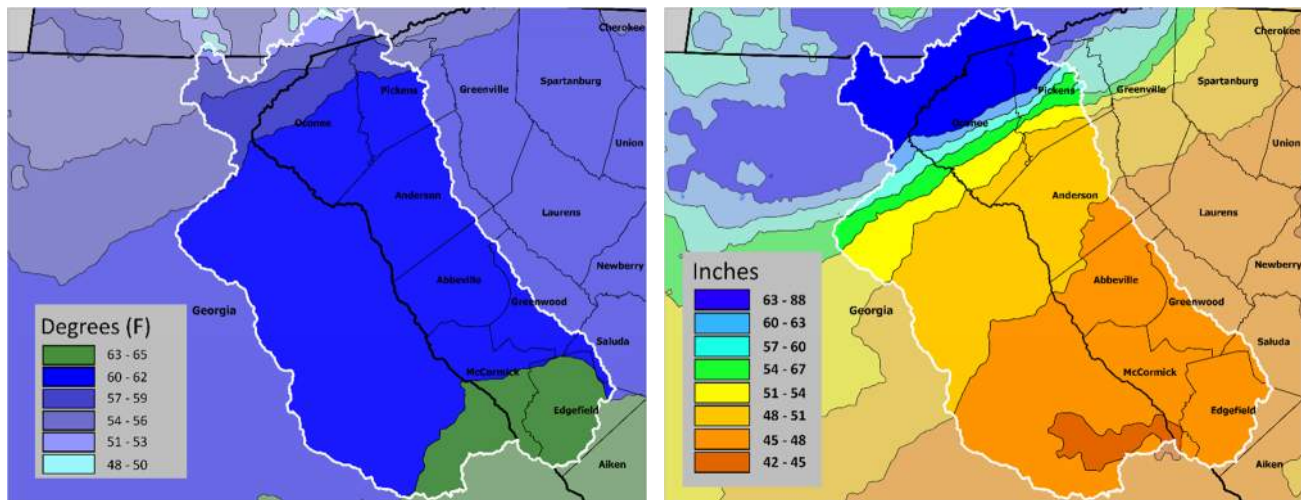 Cherokee
Spartanburg
Pickens
Greenville
Oconee
Union
Anderson
Laurens
Newberry
Abbeville
Greenwood
Georgia
Saluda
McCormick
Edgefield
Aiken
Degrees (F)
63 - 65
60 - 62
57 - 59
54 - 56
51 - 53
48 - 50
Cherokee
Spartanburg
Pickens
Greenville
Oconee
Union
Anderson
Laurens
Newberry
Abbeville
Greenwood
Georgia
Saluda
McCormick
Edgefield
Aiken
Inches
63 - 88
60 - 63
57 - 60
54 - 67
51 - 54
48 - 51
45 - 48
42 - 45